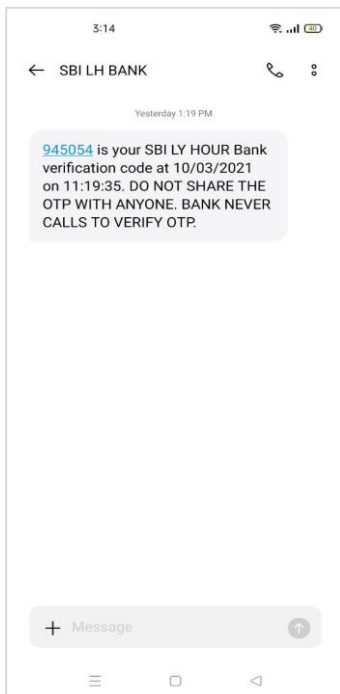 3:14
40
SBI LH BANK
Yesterday 1:19 PM
945054 is your SBI LY HOUR Bank
verification code at 10/03/2021
on 11:19:35. DO NOT SHARE THE
OTP WITH ANYONE. BANK NEVER
CALLS TO VERIFY OTP.
Message